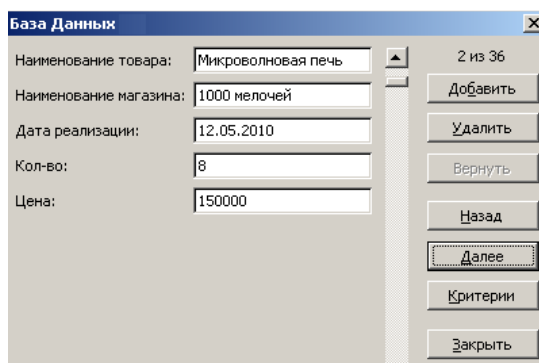 База Данных
Наименование товара: Микроволновая печь
Наименование магазина: 1000 мелочей
Дата реализации: 12.05.2010
Кол-во: 8
Цена: 150000
2 из 36
Добавить
Удалить
Вернуть
Назад
Далее
Критерии
Закрыть